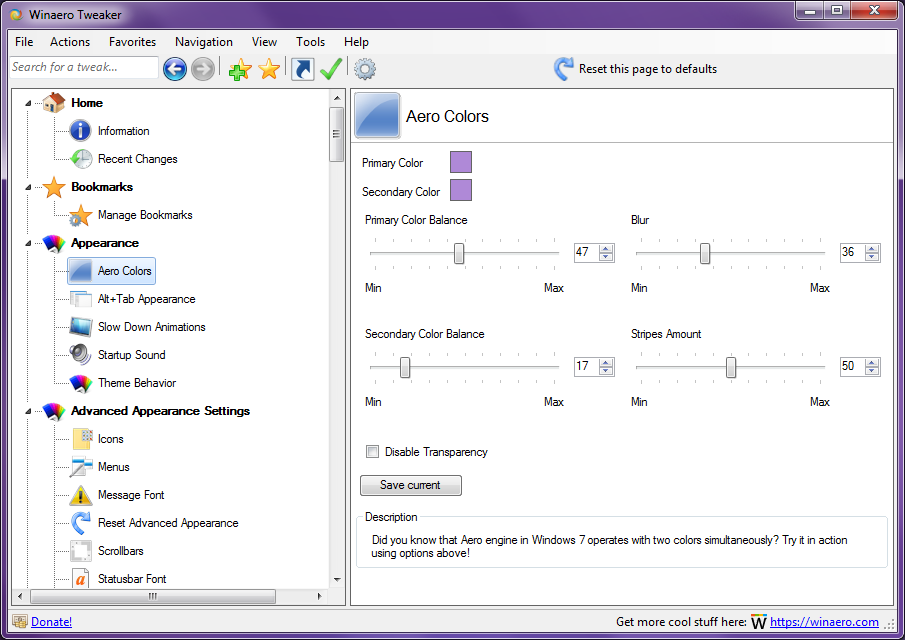 Winaero Tweaker
File Actions Favorites Navigation View Tools Help
Search for a tweak...
Reset this page to defaults
Home
Information
Recent Changes
Bookmarks
Manage Bookmarks
Appearance
Aero Colors
Alt+Tab Appearance
Slow Down Animations
Startup Sound
Theme Behavior
Advanced Appearance Settings
Icons
Menus
Message Font
Reset Advanced Appearance
Scrollbars
Statusbar Font
Aero Colors
Primary Color
Secondary Color
Primary Color Balance
47
Min Max
Blur
36
Min Max
Secondary Color Balance
17
Min Max
Stripes Amount
50
Min Max
Disable Transparency
Save current
Description
Did you know that Aero engine in Windows 7 operates with two colors simultaneously? Try it in action
using options above!
Donate!
Get more cool stuff here: W https://winaero.com